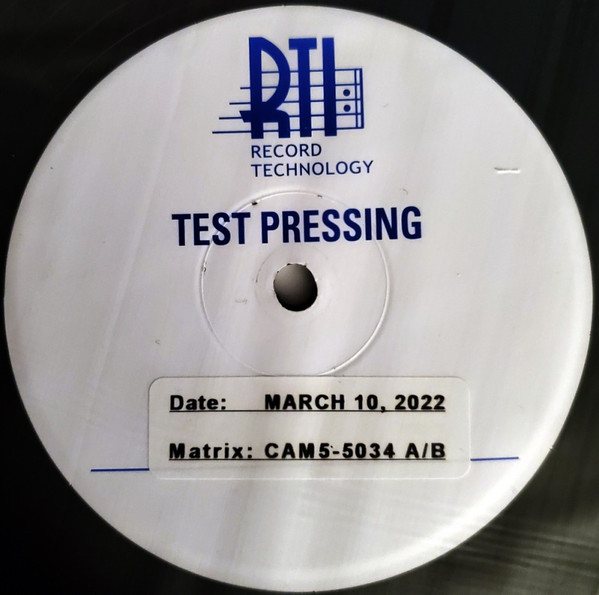 RTI
RECORD
TECHNOLOGY
TEST PRESSING
Date: MARCH 10, 2022
Matrix: CAM5-5034 A/B